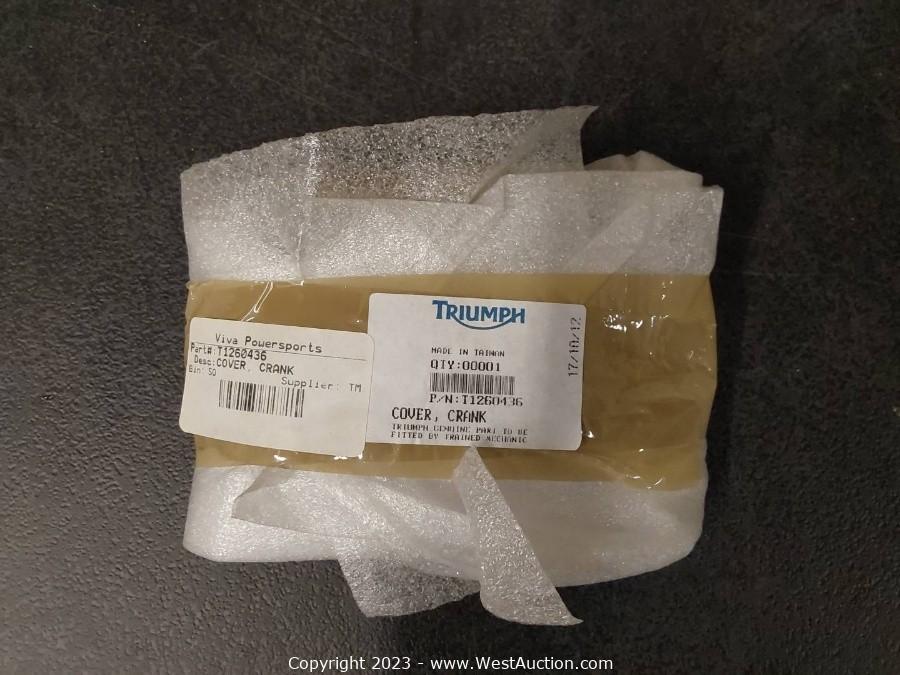 Viva Powersports
Part#:T1260436
Desc:COVER, CRANK
Bin: SO
Supplier: TM
TRIUMPH
MADE IN TAIWAN
QTY:00001
P/N:T1260436
COVER, CRANK
TRIUMPH GENUINE PART TO BE
FITTED BY TRAINED MECHANIC
17/10/12
Copyright 2023 - www.WestAuction.com